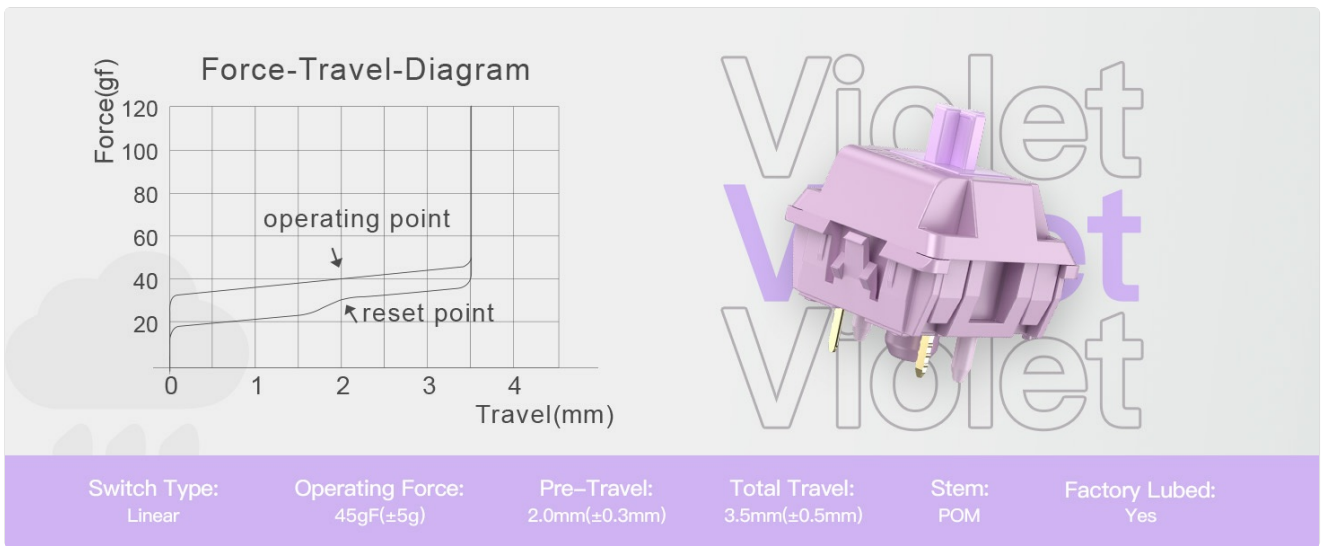 Force-Travel-Diagram
Force(gf)
120
100
80
60
40
20
operating point
reset point
0 1 2 3 4
Travel(mm)
Violet
Violet
Violet
Switch Type:
Linear
Operating Force:
45gF(±5g)
Pre-Travel:
2.0mm(±0.3mm)
Total Travel:
3.5mm(±0.5mm)
Stem:
POM
Factory Lubed:
Yes